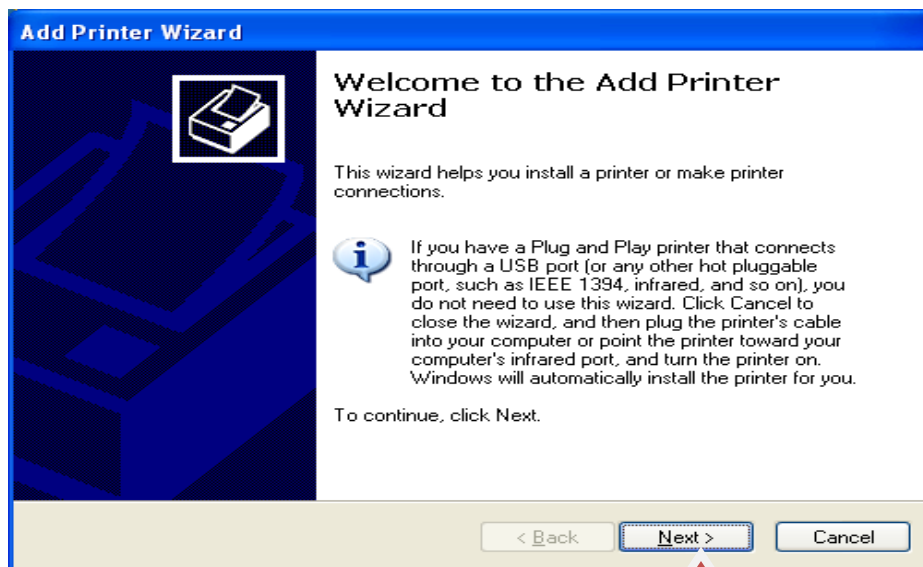 Add Printer Wizard
Welcome to the Add Printer
Wizard
This wizard helps you install a printer or make printer
connections.
If you have a Plug and Play printer that connects
through a USB port (or any other hot pluggable
port, such as IEEE 1394, infrared, and so on), you
do not need to use this wizard. Click Cancel to
close the wizard, and then plug the printer's cable
into your computer or point the printer toward your
computer's infrared port, and turn the printer on.
Windows will automatically install the printer for you.
To continue, click Next.
< Back Next > Cancel